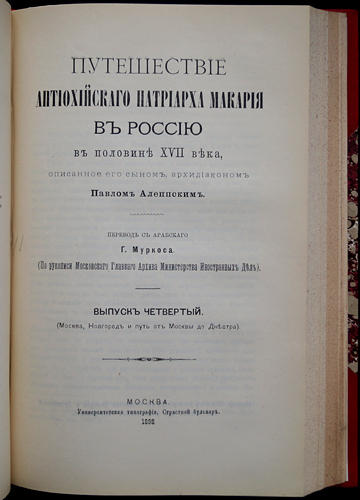 ПУТЕШЕСТВІЕ
АНТІОХІЙСКАГО ПАТРІАРХА МАКАРІЯ
ВЪ РОССІЮ
ВЪ ПОЛОВИНѢ XVII ВѢКА,
ОПИСАННОЕ ЕГО СЫНОМЪ, АРХИДІАКОНОМЪ
Павломъ Алеппскимъ.
ПЕРЕВОДЪ СЪ АРАБСКАГО
Г. Муркоса.
(По рукописи Московскаго Главнаго Архива Министерства Иностранныхъ Дѣлъ).
ВЫПУСКЪ ЧЕТВЕРТЫЙ.
(Москва, Новгородъ и путь отъ Москвы до Днѣстра).
МОСКВА.
Университетская типографія, Страстной бульваръ.
1898